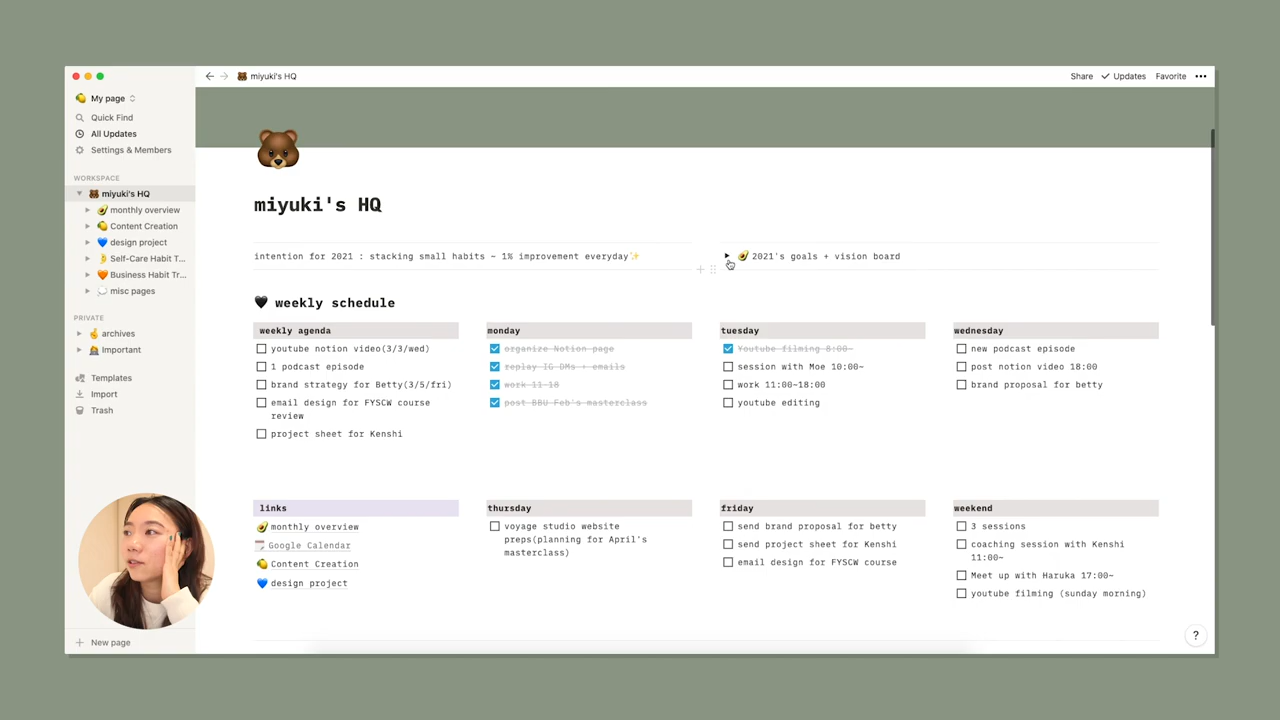 miyuki's HQ
Share
Updates
Favorite
My page
Quick Find
All Updates
Settings & Members
WORKSPACE
miyuki's HQ
monthly overview
Content Creation
design project
Self-Care Habit T...
Business Habit Tr...
misc pages
PRIVATE
archives
Important
Templates
Import
Trash
New page
miyuki's HQ
intention for 2021 : stacking small habits ~ 1% improvement everyday✨
2021's goals + vision board
🖤 weekly schedule
weekly agenda
youtube notion video(3/3/wed)
1 podcast episode
brand strategy for Betty(3/5/fri)
email design for FYSCW course
review
project sheet for Kenshi
monday
organize Notion page
replay IG DMs + emails
work 11-18
post BBU Feb's masterclass
tuesday
Youtube filming 8:00~
session with Moe 10:00~
work 11:00~18:00
youtube editing
wednesday
new podcast episode
post notion video 18:00
brand proposal for betty
links
monthly overview
Google Calendar
Content Creation
design project
thursday
voyage studio website
preps(planning for April's
masterclass)
friday
send brand proposal for betty
send project sheet for Kenshi
email design for FYSCW course
weekend
3 sessions
coaching session with Kenshi
11:00~
Meet up with Haruka 17:00~
youtube filming (sunday morning)
?